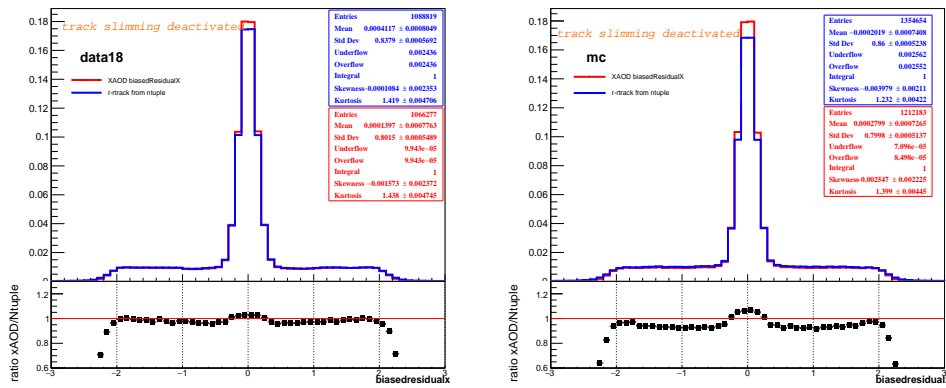 track slimming deactivated
data18
XAOD biasedResidualX
r-rtrack from ntuple
Entries 1088819
Mean 0.0004117 ± 0.0008049
Std Dev 0.8379 ± 0.0005692
Underflow 0.002436
Overflow 0.002436
Integral 1
Skewness -0.0001084 ± 0.002353
Kurtosis 1.419 ± 0.004706
Entries 1066277
Mean 0.0001397 ± 0.0007763
Std Dev 0.8015 ± 0.0005489
Underflow 9.943e-05
Overflow 9.943e-05
Integral 1
Skewness -0.001573 ± 0.002372
Kurtosis 1.438 ± 0.004745
0.18
0.16
0.14
0.12
0.1
0.08
0.06
0.04
0.02
0
ratio xAOD/Ntuple
1.2
1
0.8
0.6
−3 −2 −1 0 1 2 3
biasedresidualx
track slimming deactivated
mc
XAOD biasedResidualX
r-rtrack from ntuple
Entries 1354654
Mean -0.0002019 ± 0.0007408
Std Dev 0.86 ± 0.0005238
Underflow 0.002562
Overflow 0.002552
Integral 1
Skewness -0.003979 ± 0.00211
Kurtosis 1.232 ± 0.00422
Entries 1212183
Mean 0.0002799 ± 0.0007265
Std Dev 0.7998 ± 0.0005137
Underflow 7.096e-05
Overflow 8.498e-05
Integral 1
Skewness -0.002547 ± 0.002225
Kurtosis 1.399 ± 0.00445
0.18
0.16
0.14
0.12
0.1
0.08
0.06
0.04
0.02
0
ratio xAOD/Ntuple
1.2
1
0.8
0.6
−3 −2 −1 0 1 2 3
biasedresidualx